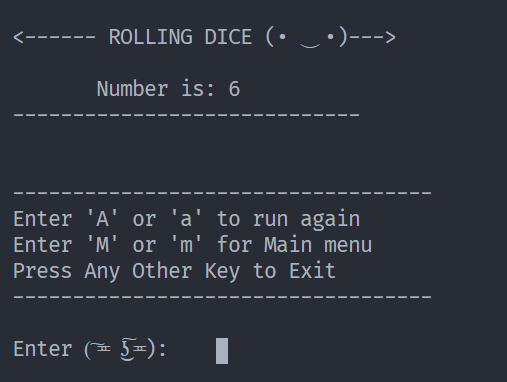 <------ ROLLING DICE (• ‿ •)--->
Number is: 6
-----------------------------
-----------------------------------
Enter 'A' or 'a' to run again
Enter 'M' or 'm' for Main menu
Press Any Other Key to Exit
-----------------------------------
Enter ( ͠≖ ͜ʖ͠≖):